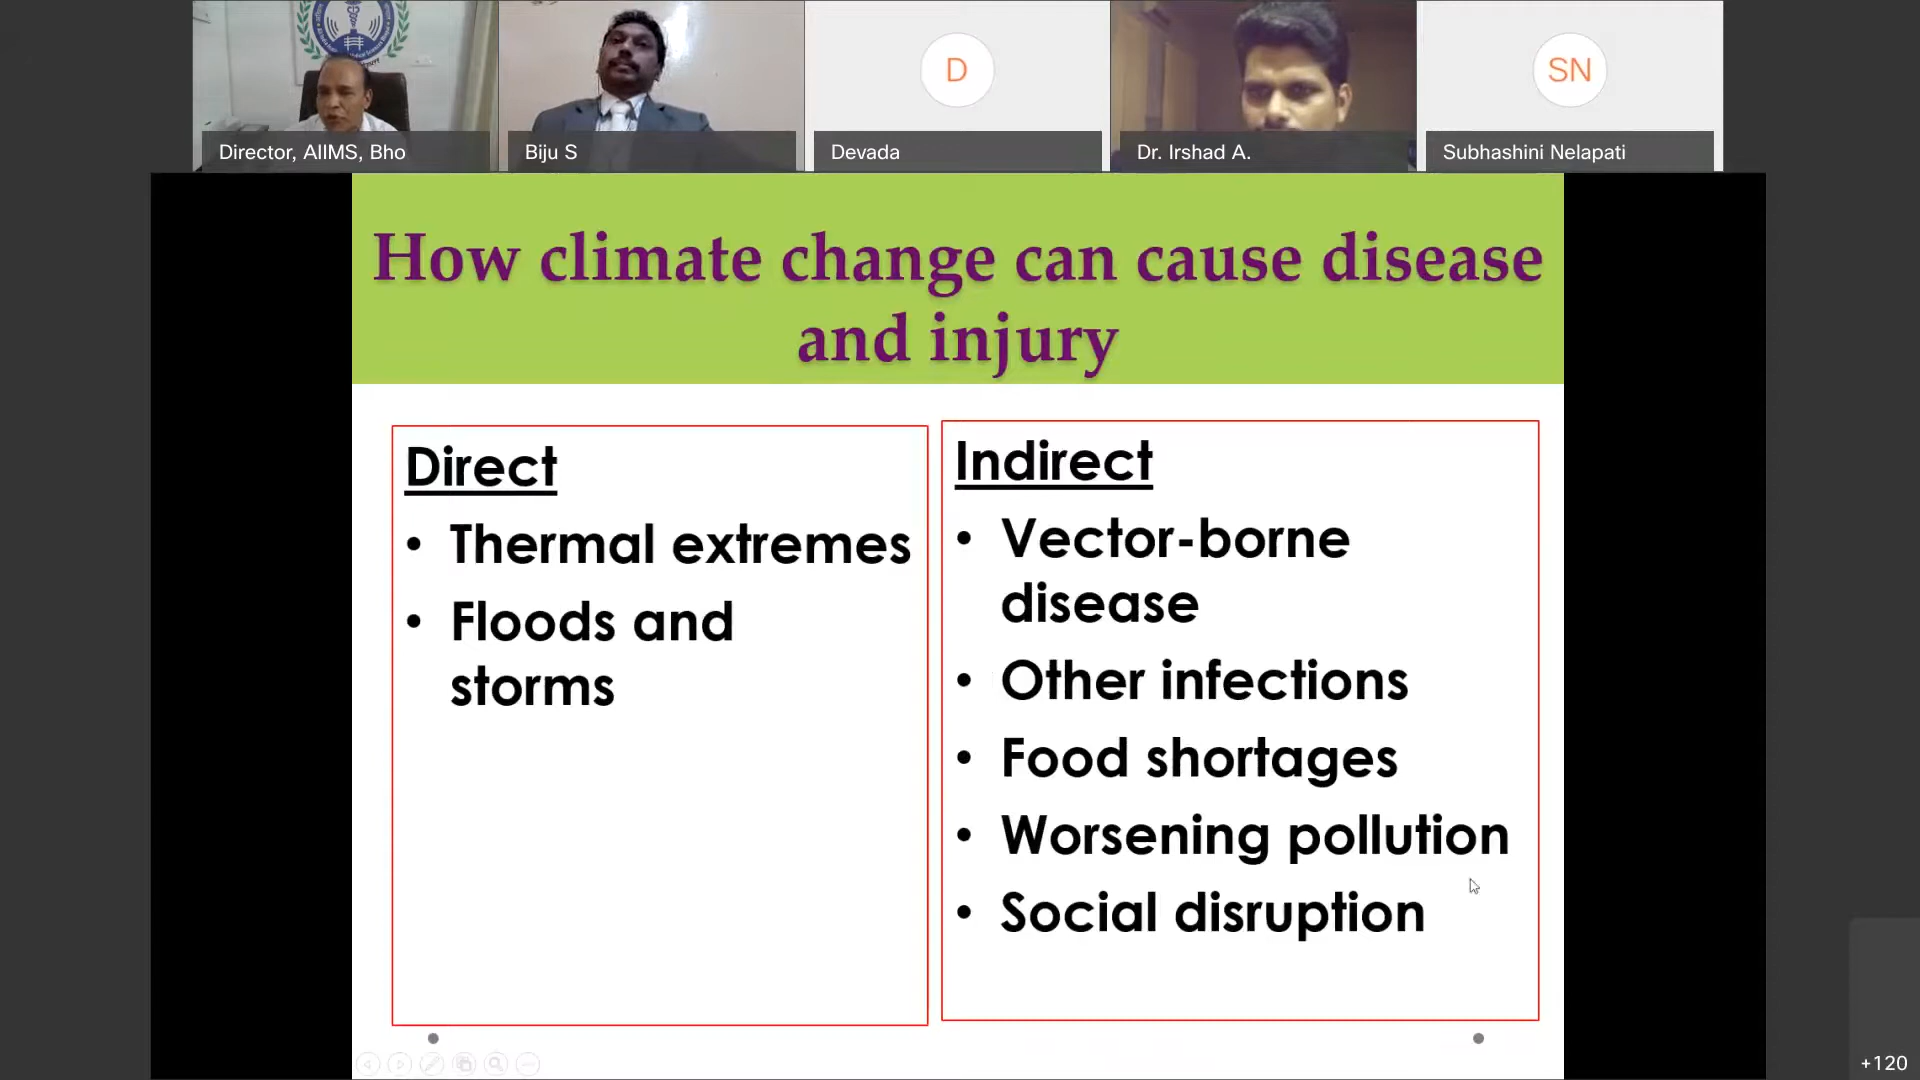 Director, AIIMS, Bho
Biju S
D
Devada
Dr. Irshad A.
SN
Subhashini Nelapati
How climate change can cause disease
and injury
Direct
• Thermal extremes
• Floods and
storms
Indirect
• Vector-borne
disease
• Other infections
• Food shortages
• Worsening pollution
• Social disruption
+120